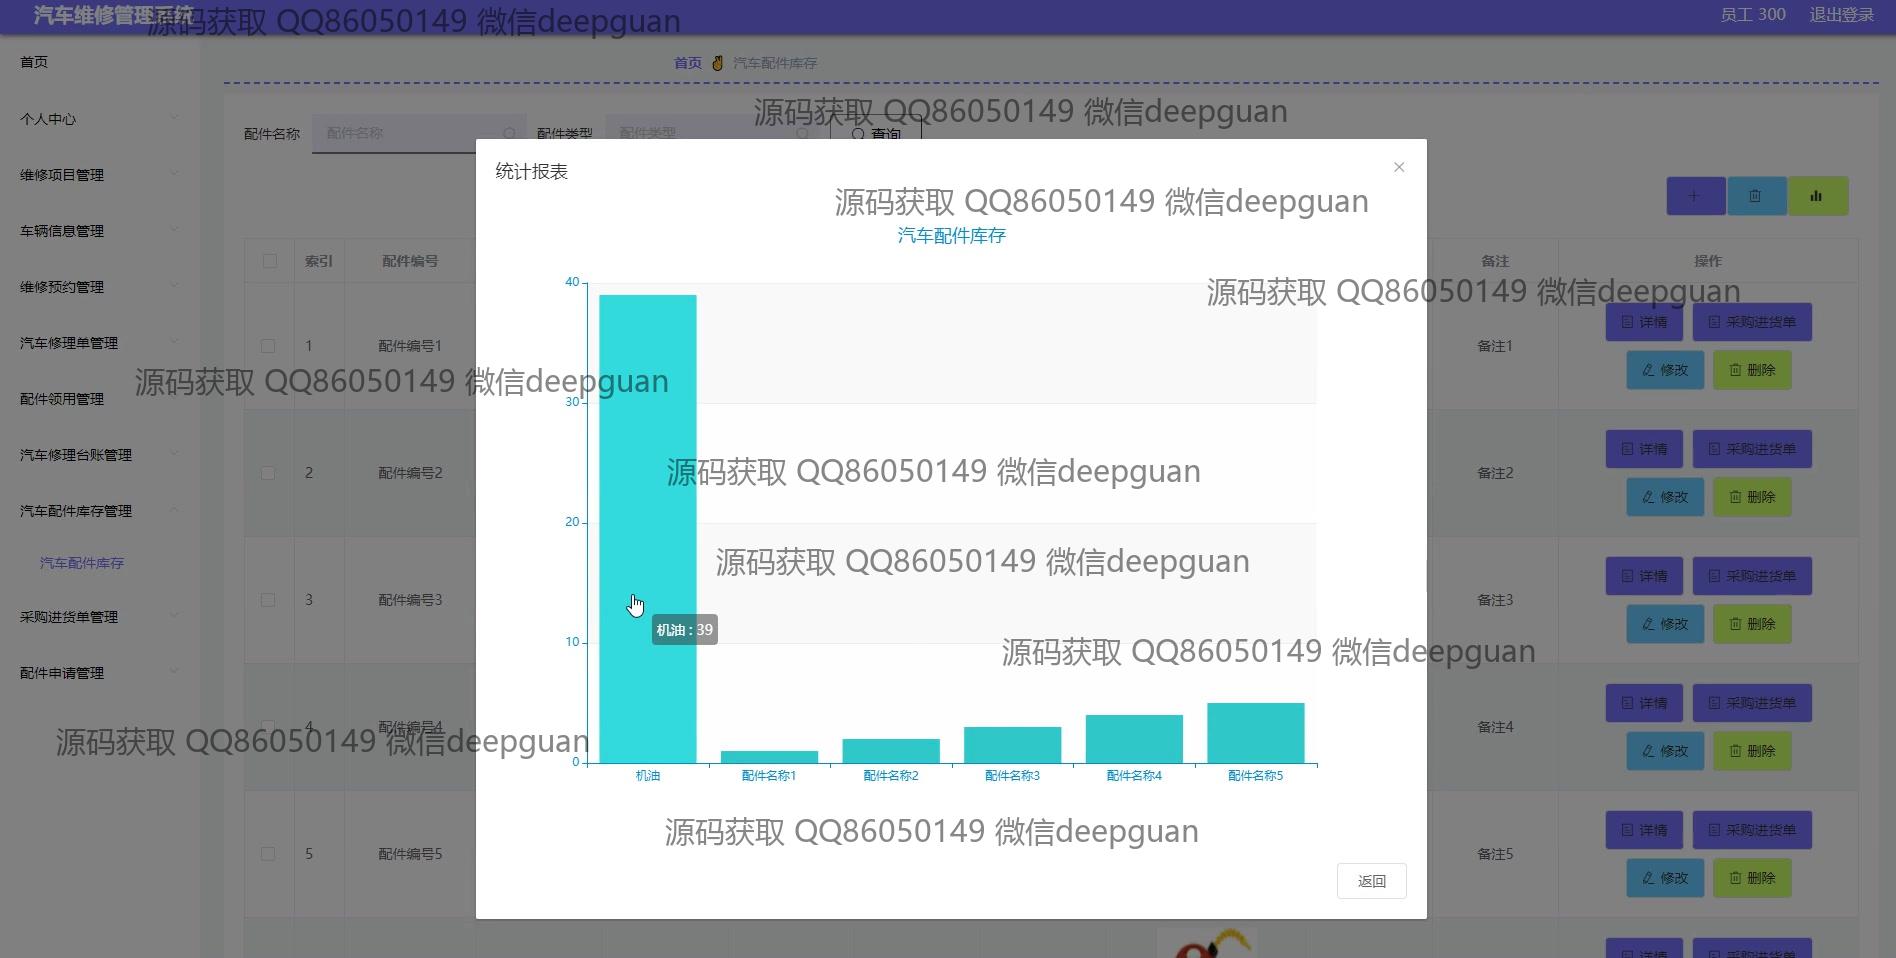 汽车维修管理系统
员工 300 退出登录
源码获取 QQ86050149 微信deepguan
首页
个人中心
维修项目管理
车辆信息管理
维修预约管理
汽车修理单管理
配件领用管理
汽车修理台账管理
汽车配件库存管理
汽车配件库存
采购进货单管理
配件申请管理
首页 汽车配件库存
源码获取 QQ86050149 微信deepguan
配件名称 配件名称 配件类型 配件类型 查询
统计报表
源码获取 QQ86050149 微信deepguan
汽车配件库存
源码获取 QQ86050149 微信deepguan
40
30
20
10
0
源码获取 QQ86050149 微信deepguan
源码获取 QQ86050149 微信deepguan
源码获取 QQ86050149 微信deepguan
机油 : 39
源码获取 QQ86050149 微信deepguan
源码获取 QQ86050149 微信deepguan
机油 配件名称1 配件名称2 配件名称3 配件名称4 配件名称5
源码获取 QQ86050149 微信deepguan
返回
索引 配件编号 备注 操作
1 配件编号1 备注1 详情 采购进货单
修改 删除
2 配件编号2 备注2 详情 采购进货单
修改 删除
3 配件编号3 备注3 详情 采购进货单
修改 删除
4 配件编号4 备注4 详情 采购进货单
修改 删除
5 配件编号5 备注5 详情 采购进货单
修改 删除
详情 采购进货单